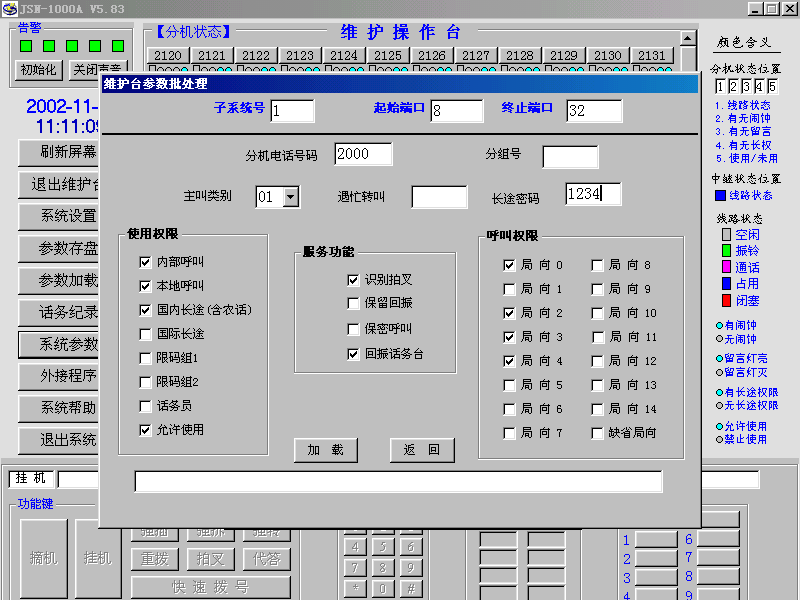 JSN-1000A V5.83
告警
初始化 关闭声音
2002-11-
11:11:09
刷新屏幕
退出维护台
系统设置
参数存盘
参数加载
话务纪录
系统参数
外接程序
系统帮助
退出系统
【分机状态】 维 护 操 作 台
2120 2121 2122 2123 2124 2125 2126 2127 2128 2129 2130 2131
颜色含义
分机状态位置
1 2 3 4 5
1. 线路状态
2. 有无闹钟
3. 有无留言
4. 有无长权
5. 使用/未用
中继状态位置
线路状态
线路状态
空闲
振铃
通话
占用
闭塞
有闹钟
无闹钟
留言灯亮
留言灯灭
有长途权限
无长途权限
允许使用
禁止使用
维护台参数批处理
子系统号 1 起始端口 8 终止端口 32
分机电话号码 2000 分组号
主叫类别 01 遇忙转叫 长途密码 1234
使用权限
内部呼叫
本地呼叫
国内长途(含农话)
国际长途
限码组1
限码组2
话务员
允许使用
服务功能
识别拍叉
保留回振
保密呼叫
回振话务台
呼叫权限
局 向 0 局 向 8
局 向 1 局 向 9
局 向 2 局 向 10
局 向 3 局 向 11
局 向 4 局 向 12
局 向 5 局 向 13
局 向 6 局 向 14
局 向 7 缺省局向
加 载 返 回
挂 机
功能键
摘机 挂机
重拨 拍叉 代答
快 速 拨 号
4 5 6
7 8 9
* 0 #
1 6
2 7
3 8
4 9